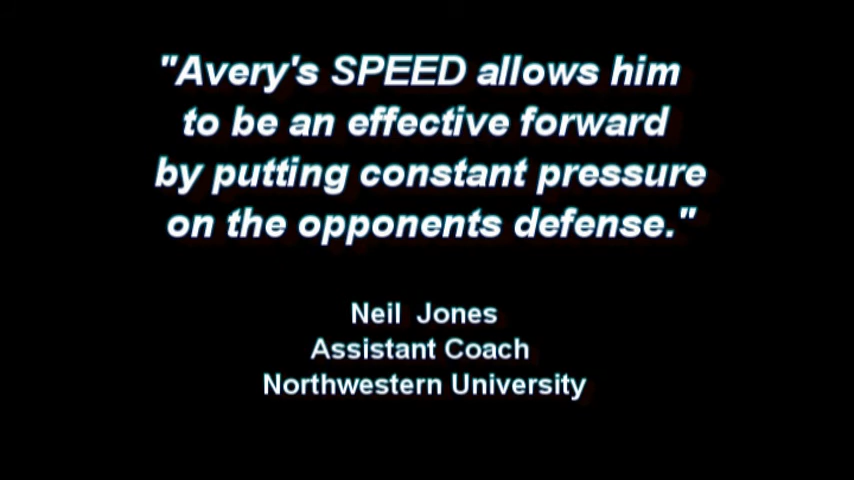 "Avery's SPEED allows him
to be an effective forward
by putting constant pressure
on the opponents defense."
Neil Jones
Assistant Coach
Northwestern University